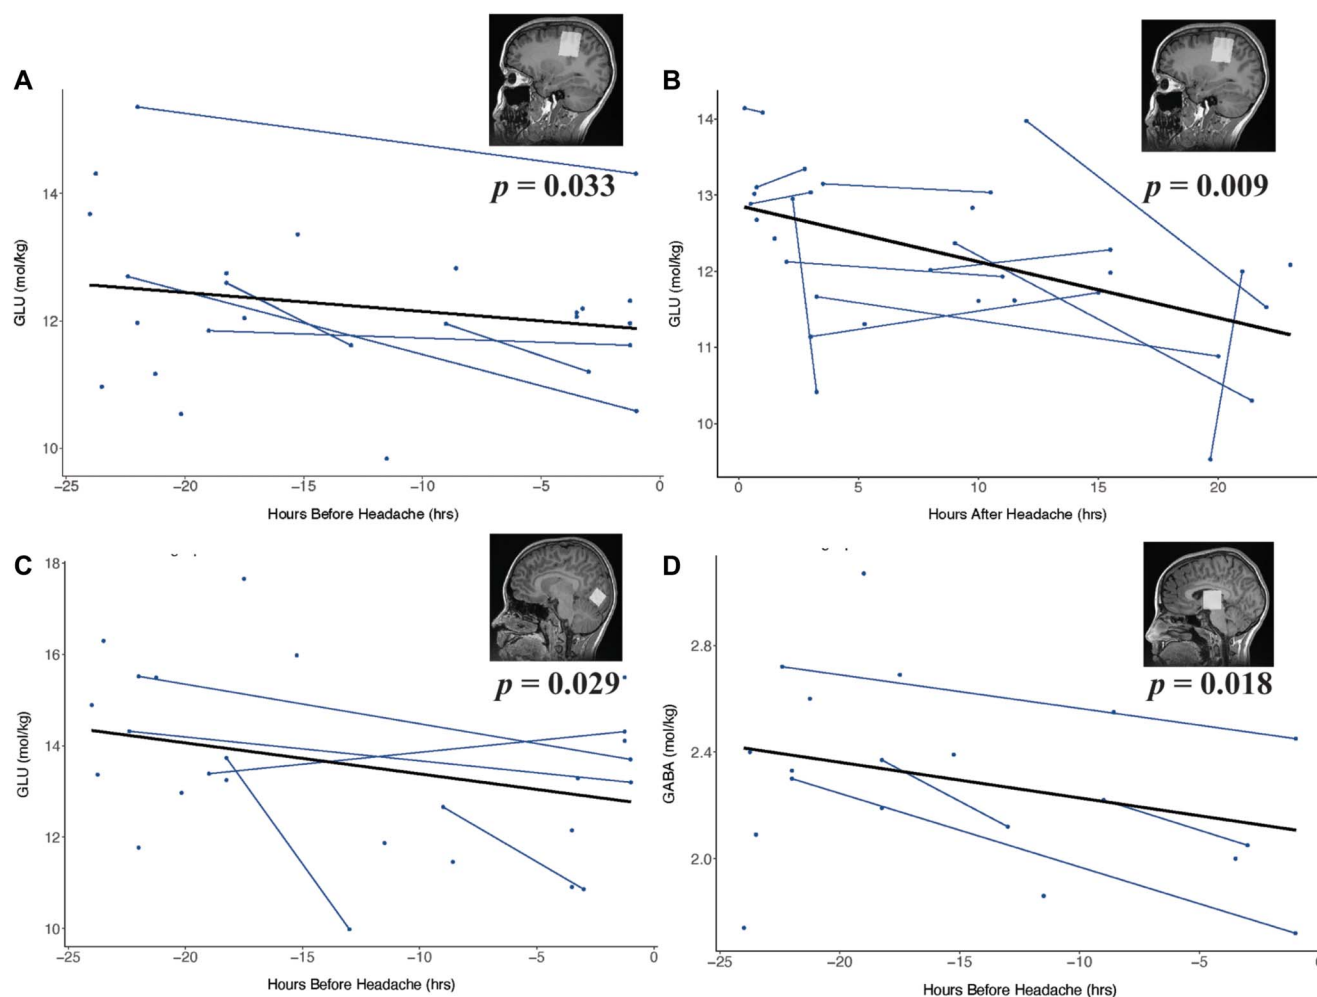 A
p = 0.033
GLU (mol/kg)
14
12
10
−25 −20 −15 −10 −5 0
Hours Before Headache (hrs)
B
p = 0.009
GLU (mol/kg)
14
13
12
11
10
0 5 10 15 20
Hours After Headache (hrs)
C
p = 0.029
GLU (mol/kg)
18
16
14
12
10
−25 −20 −15 −10 −5 0
Hours Before Headache (hrs)
D
p = 0.018
GABA (mol/kg)
2.8
2.4
2.0
−25 −20 −15 −10 −5 0
Hours Before Headache (hrs)